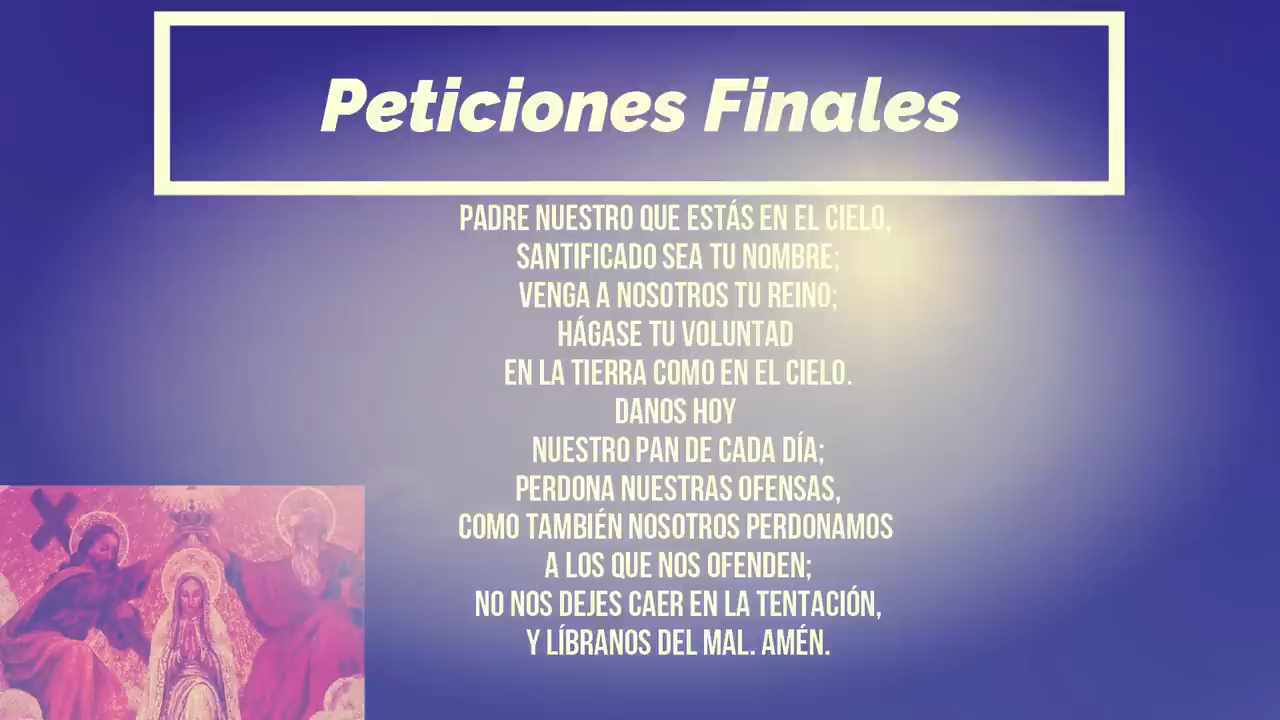 Peticiones Finales
PADRE NUESTRO QUE ESTÁS EN EL CIELO,
SANTIFICADO SEA TU NOMBRE;
VENGA A NOSOTROS TU REINO;
HÁGASE TU VOLUNTAD
EN LA TIERRA COMO EN EL CIELO.
DANOS HOY
NUESTRO PAN DE CADA DÍA;
PERDONA NUESTRAS OFENSAS,
COMO TAMBIÉN NOSOTROS PERDONAMOS
A LOS QUE NOS OFENDEN;
NO NOS DEJES CAER EN LA TENTACIÓN,
Y LÍBRANOS DEL MAL. AMÉN.